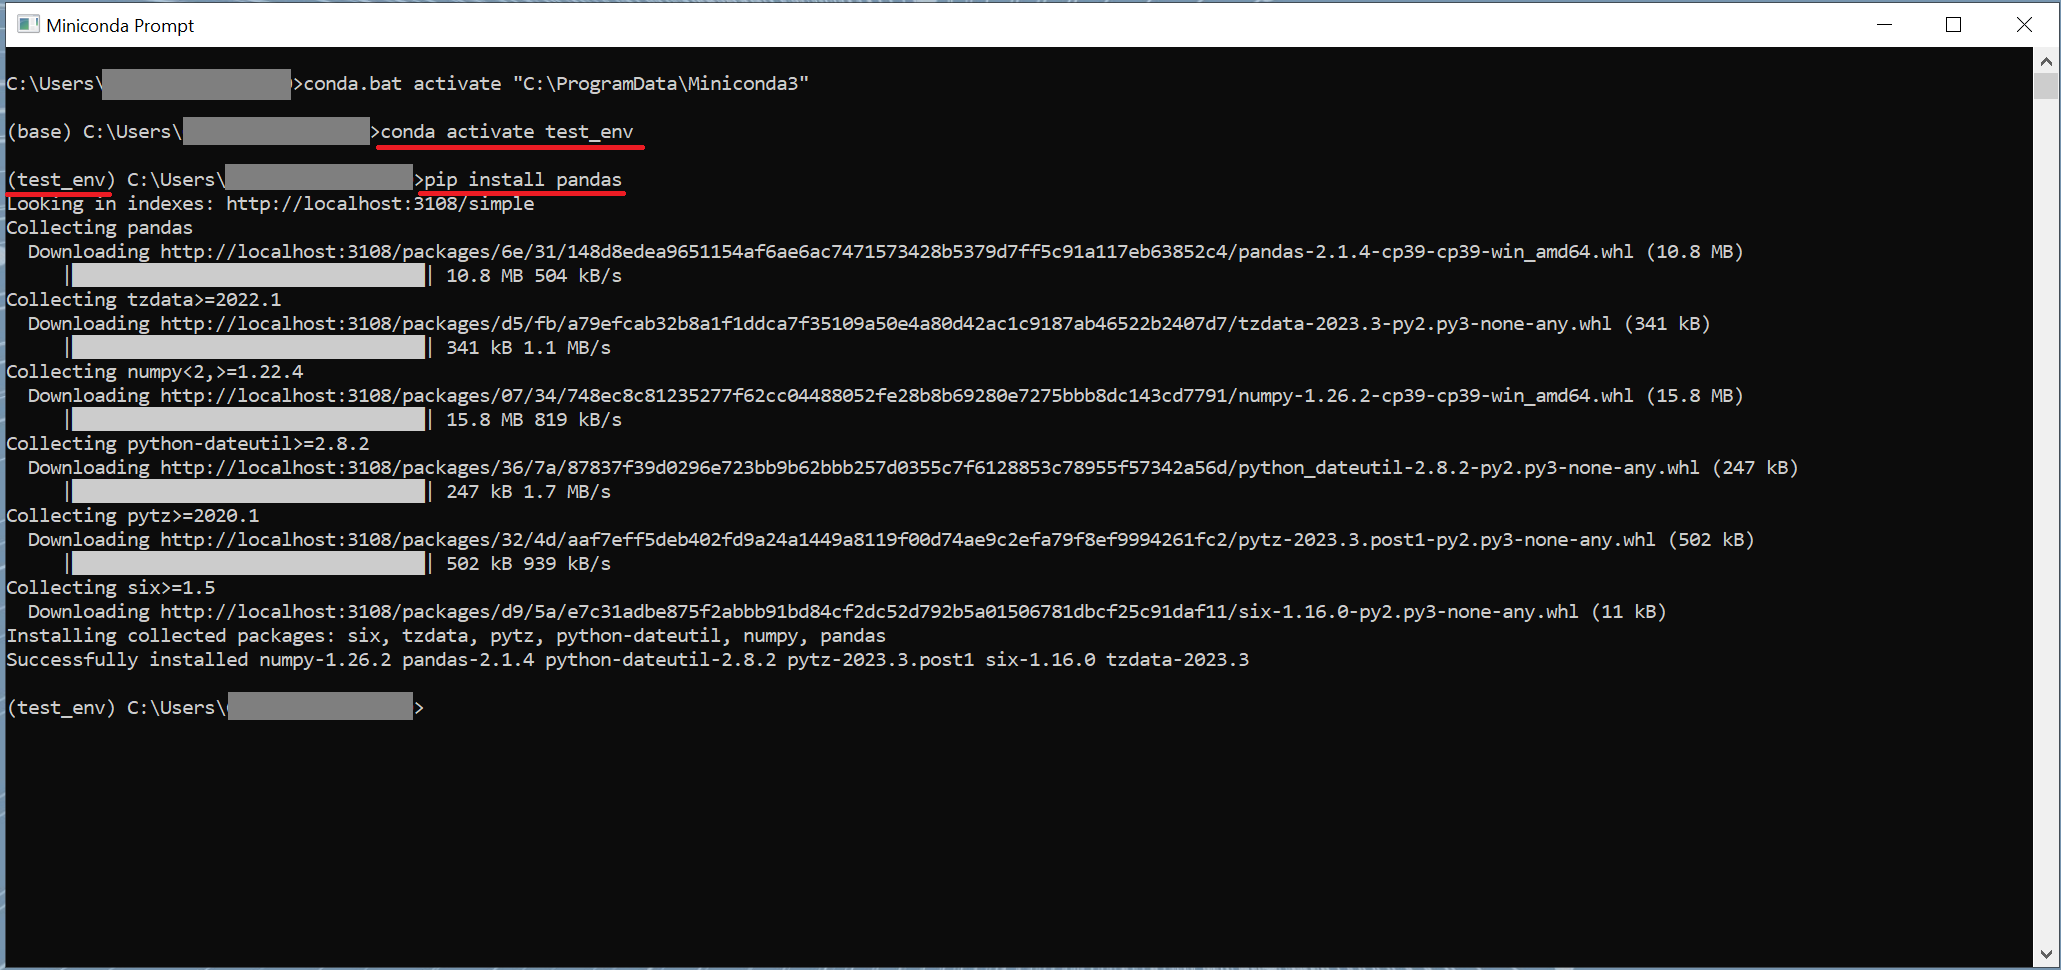 Miniconda Prompt
C:\Users\ >conda.bat activate "C:\ProgramData\Miniconda3"
(base) C:\Users\ >conda activate test_env
(test_env) C:\Users\ >pip install pandas
Looking in indexes: http://localhost:3108/simple
Collecting pandas
  Downloading http://localhost:3108/packages/6e/31/148d8edea9651154af6ae6ac7471573428b5379d7ff5c91a117eb63852c4/pandas-2.1.4-cp39-cp39-win_amd64.whl (10.8 MB)
| | 10.8 MB 504 kB/s
Collecting tzdata>=2022.1
  Downloading http://localhost:3108/packages/d5/fb/a79efcab32b8a1f1ddca7f35109a50e4a80d42ac1c9187ab46522b2407d7/tzdata-2023.3-py2.py3-none-any.whl (341 kB)
| | 341 kB 1.1 MB/s
Collecting numpy<2,>=1.22.4
  Downloading http://localhost:3108/packages/07/34/748ec8c81235277f62cc04488052fe28b8b69280e7275bbb8dc143cd7791/numpy-1.26.2-cp39-cp39-win_amd64.whl (15.8 MB)
| | 15.8 MB 819 kB/s
Collecting python-dateutil>=2.8.2
  Downloading http://localhost:3108/packages/36/7a/87837f39d0296e723bb9b62bbb257d0355c7f6128853c78955f57342a56d/python_dateutil-2.8.2-py2.py3-none-any.whl (247 kB)
| | 247 kB 1.7 MB/s
Collecting pytz>=2020.1
  Downloading http://localhost:3108/packages/32/4d/aaf7eff5deb402fd9a24a1449a8119f00d74ae9c2efa79f8ef9994261fc2/pytz-2023.3.post1-py2.py3-none-any.whl (502 kB)
| | 502 kB 939 kB/s
Collecting six>=1.5
  Downloading http://localhost:3108/packages/d9/5a/e7c31adbe875f2abbb91bd84cf2dc52d792b5a01506781dbcf25c91daf11/six-1.16.0-py2.py3-none-any.whl (11 kB)
Installing collected packages: six, tzdata, pytz, python-dateutil, numpy, pandas
Successfully installed numpy-1.26.2 pandas-2.1.4 python-dateutil-2.8.2 pytz-2023.3.post1 six-1.16.0 tzdata-2023.3
(test_env) C:\Users\ >